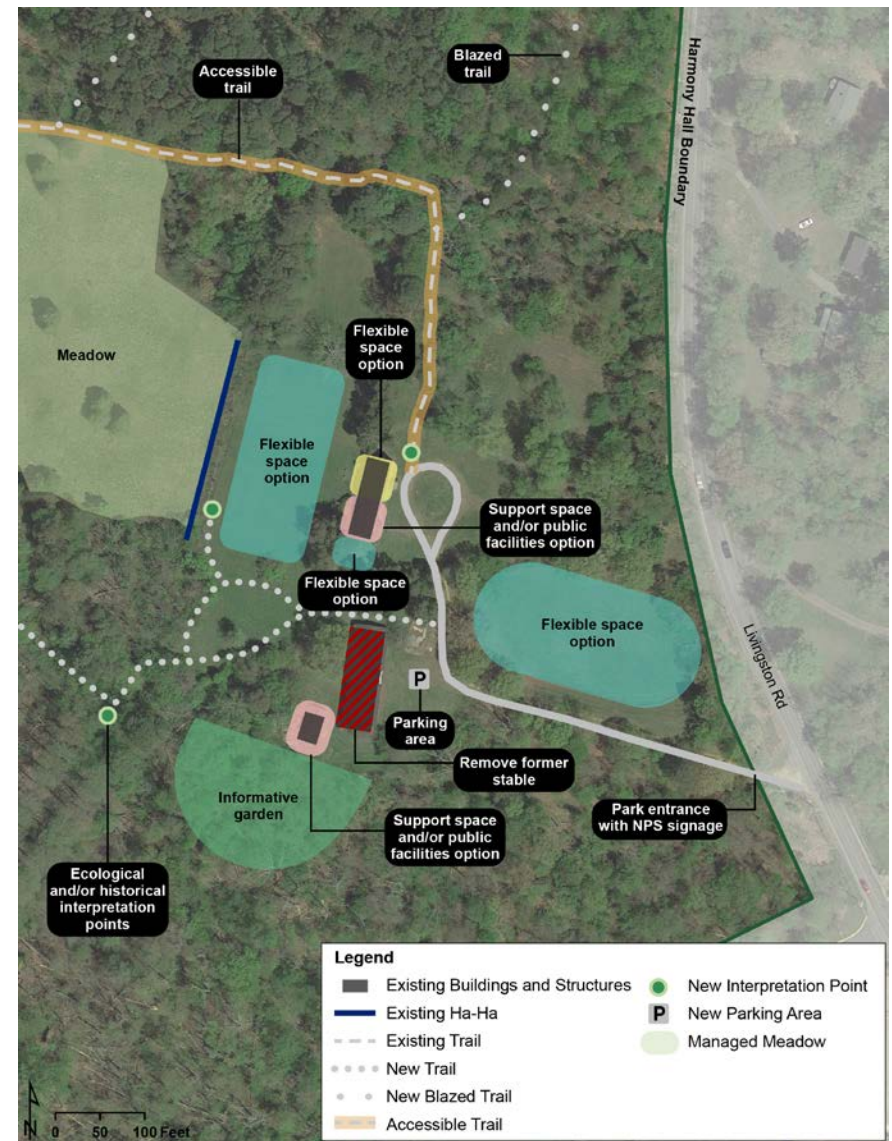 Accessible
trail
Blazed
trail
Harmony Hall Boundary
Meadow
Flexible
space
option
Flexible
space
option
Support space
and/or public
facilities option
Flexible space
option
Flexible space
option
Livingston Rd
P
Parking
area
Remove former
stable
Informative
garden
Support space
and/or public
facilities option
Park entrance
with NPS signage
Ecological
and/or historical
interpretation
points
Legend
Existing Buildings and Structures
Existing Ha-Ha
Existing Trail
New Trail
New Blazed Trail
Accessible Trail
New Interpretation Point
P New Parking Area
Managed Meadow
N
0 50 100 Feet